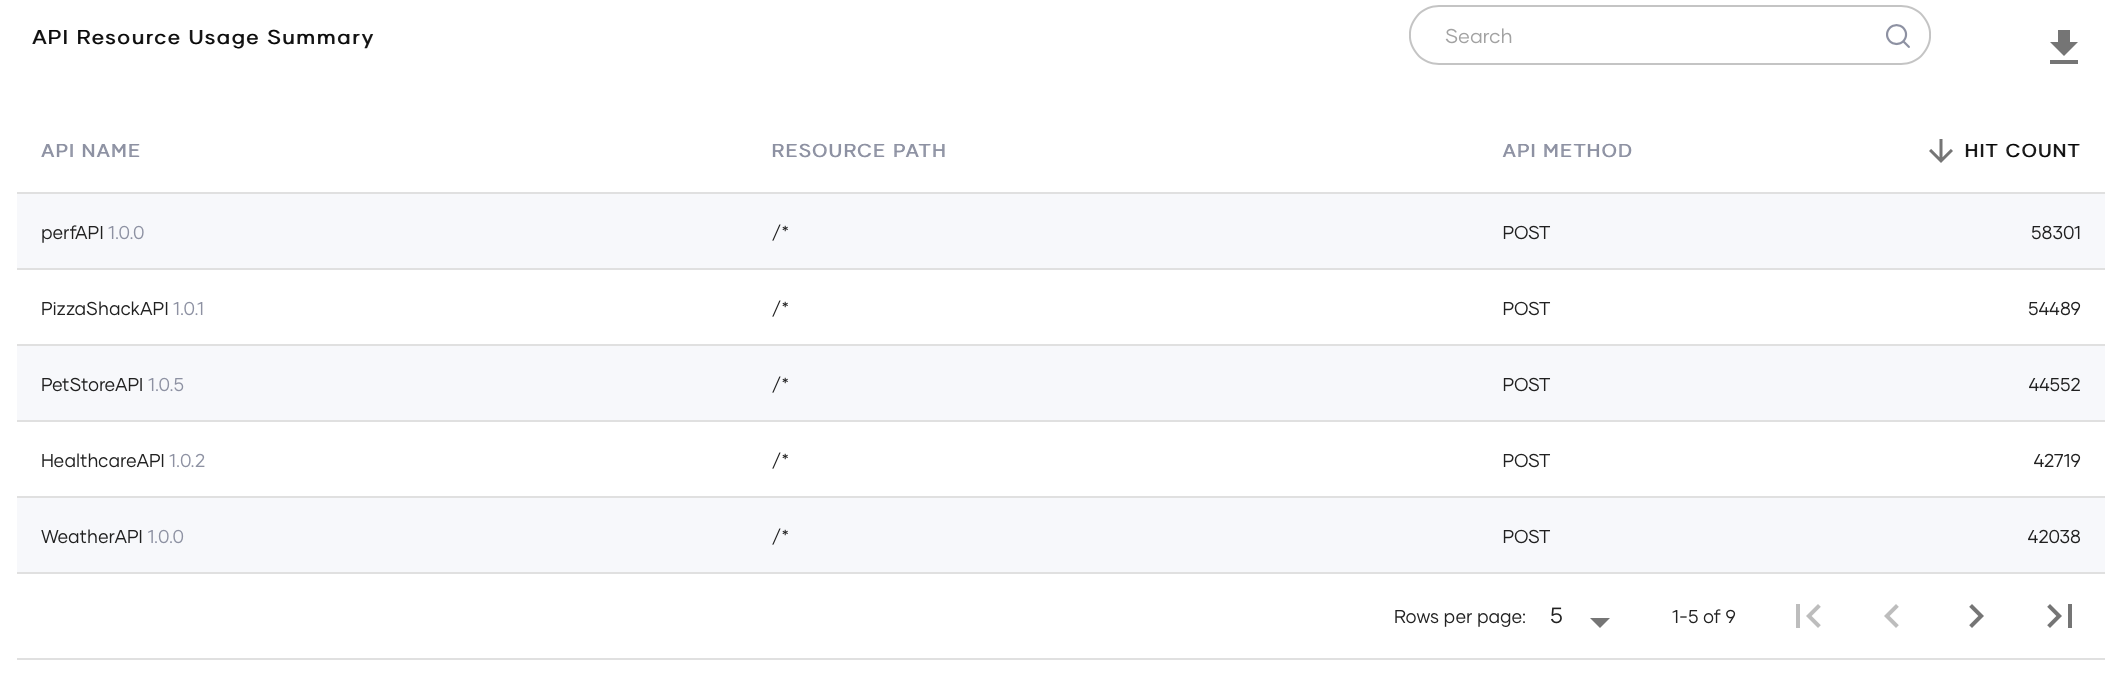 API Resource Usage Summary
Search
API NAME RESOURCE PATH API METHOD HIT COUNT
perfAPI 1.0.0 /* POST 58301
PizzaShackAPI 1.0.1 /* POST 54489
PetStoreAPI 1.0.5 /* POST 44552
HealthcareAPI 1.0.2 /* POST 42719
WeatherAPI 1.0.0 /* POST 42038
Rows per page: 5 1-5 of 9